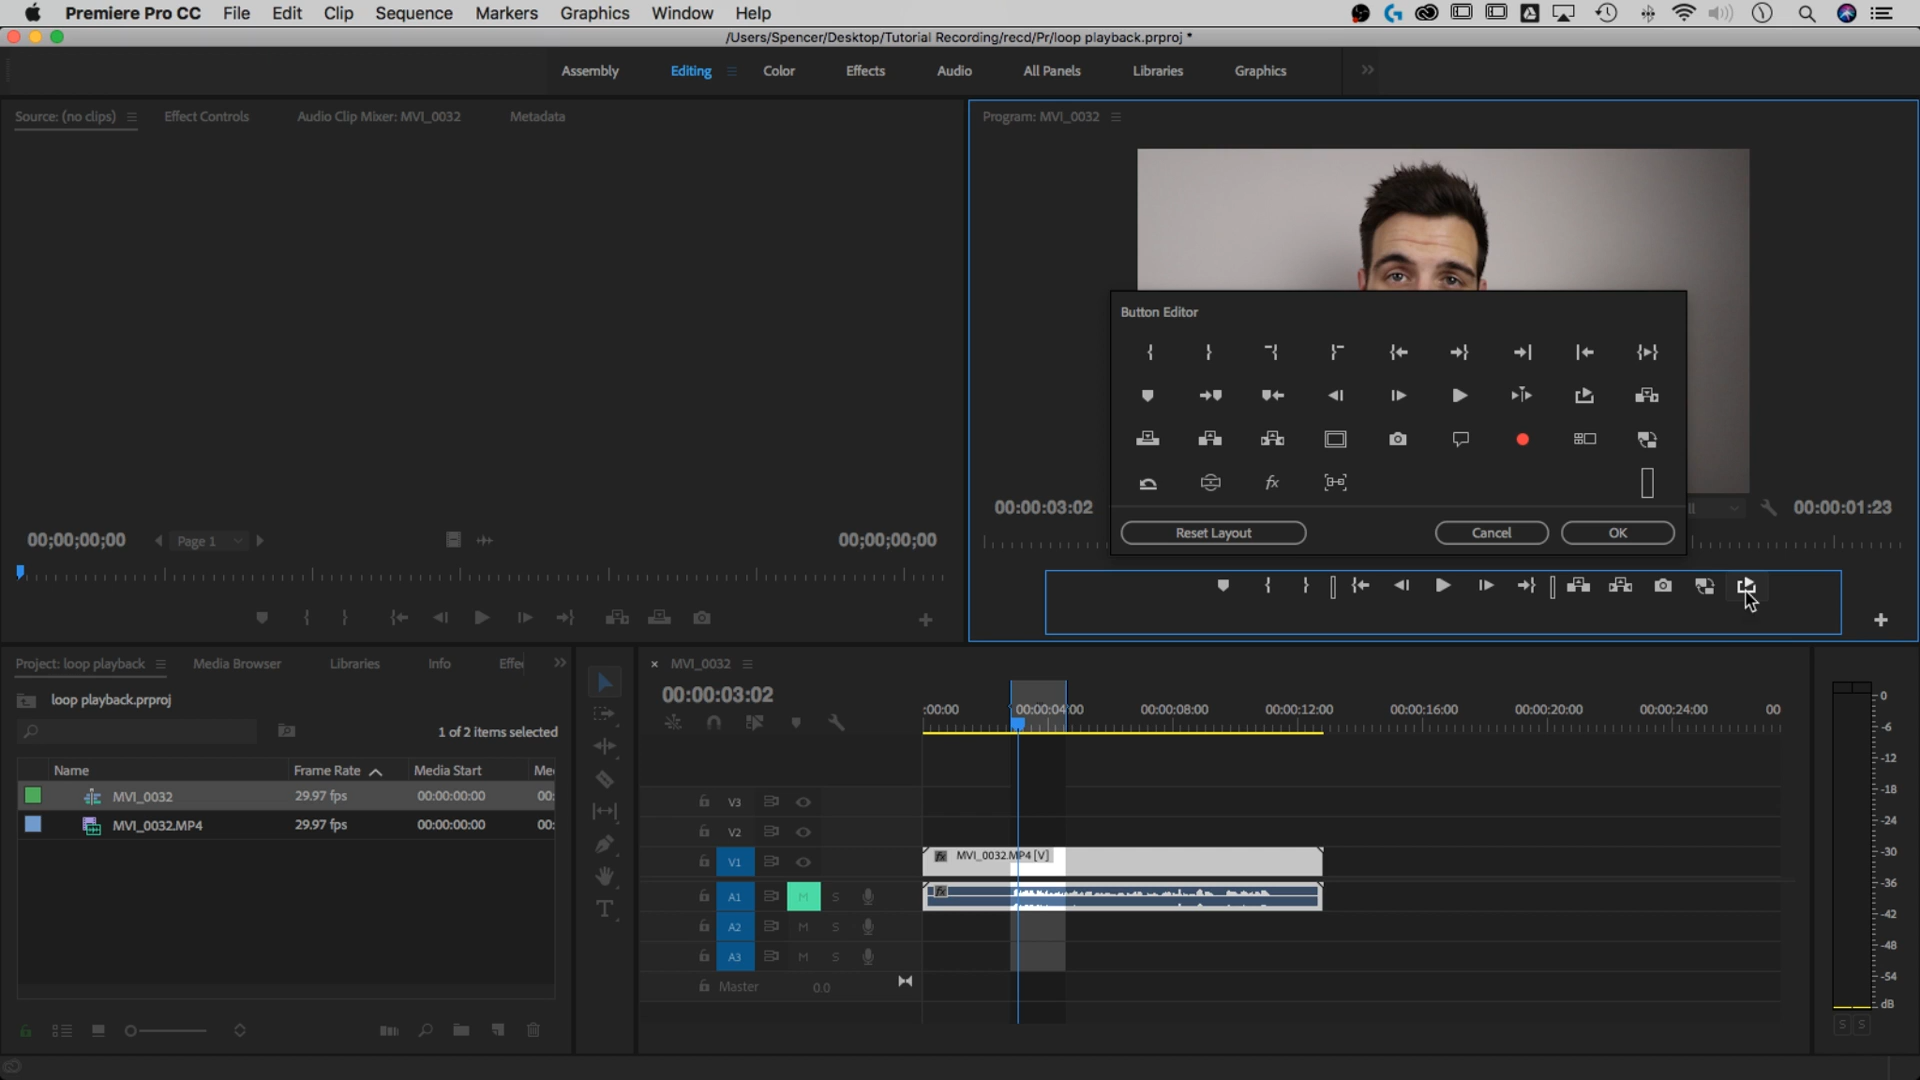 Premiere Pro CC File Edit Clip Sequence Markers Graphics Window Help
/Users/Spencer/Desktop/Tutorial Recording/recd/Pr/loop playback.prproj *
Assembly Editing Color Effects Audio All Panels Libraries Graphics
Source: (no clips) Effect Controls Audio Clip Mixer: MVI_0032 Metadata
Program: MVI_0032
Button Editor
fx
Reset Layout Cancel OK
00:00:03:02
00:00:01:23
00;00;00;00
Page 1
00;00;00;00
Project: loop playback Media Browser Libraries Info Effe
loop playback.prproj
1 of 2 items selected
Name Frame Rate Media Start Me
MVI_0032 29.97 fps 00:00:00:00 00:
MVI_0032.MP4 29.97 fps 00:00:00:00 00:
T
× MVI_0032
00:00:03:02
:00:00 00:00:04:00 00:00:08:00 00:00:12:00 00:00:16:00 00:00:20:00 00:00:24:00 00
V3
V2
V1
fx MVI_0032.MP4 [V]
A1 M S
fx
A2 M S
A3 M S
Master 0.0
0
-6
-12
-18
-24
-30
-36
-42
-48
-54
dB
S S